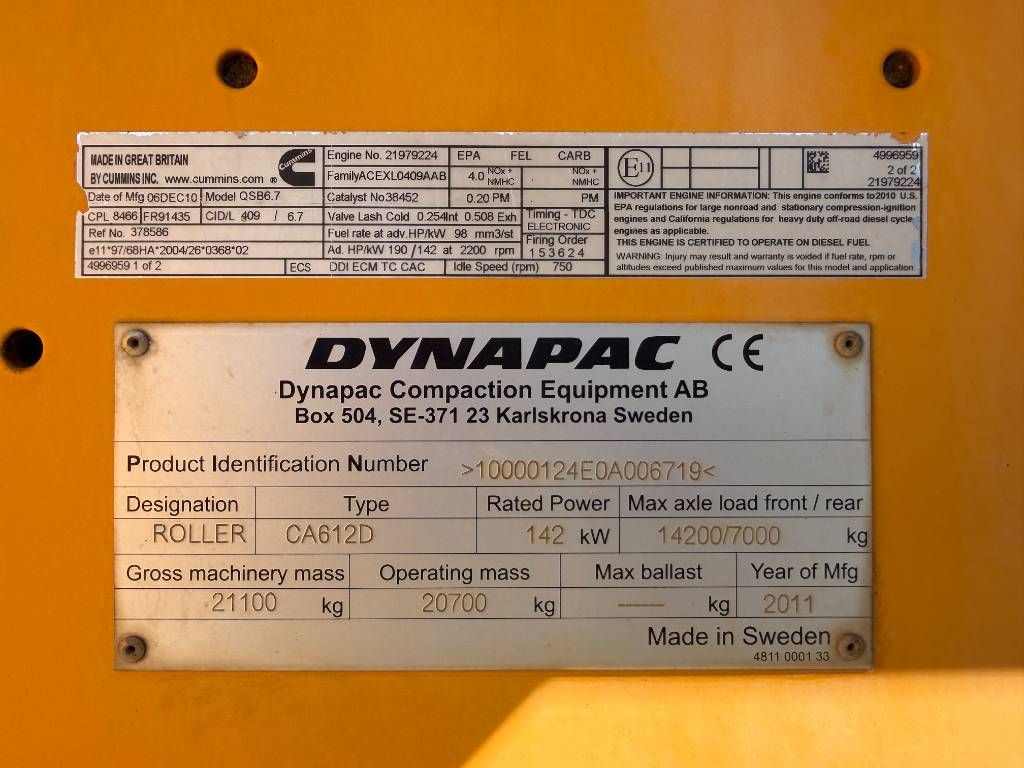 MADE IN GREAT BRITAIN
BY CUMMINS INC. www.cummins.com ®
Cummins
Date of Mfg 06DEC10 Model QSB6.7
CPL 8466 FR91435 CID/L 409 / 6.7
Ref No. 378586
e11*97/68HA*2004/26*0368*02
4996959 1 of 2 ECS
Engine No. 21979224 EPA FEL CARB
FamilyACEXL0409AAB 4.0 NOx + NMHC NOx + NMHC
Catalyst No38452 0.20 PM PM
Valve Lash Cold 0.254Int 0.508 Exh Timing - TDC
ELECTRONIC
Fuel rate at adv. HP/kW 98 mm3/st
Firing Order
Ad. HP/kW 190 /142 at 2200 rpm 1 5 3 6 2 4
DDI ECM TC CAC Idle Speed (rpm) 750
E11
4996959
2 of 2
21979224
IMPORTANT ENGINE INFORMATION: This engine conforms to2010 U.S.
EPA regulations for large nonroad and stationary compression-ignition
engines and California regulations for heavy duty off-road diesel cycle
engines as applicable.
THIS ENGINE IS CERTIFIED TO OPERATE ON DIESEL FUEL
WARNING: Injury may result and warranty is voided if fuel rate, rpm or
altitudes exceed published maximum values for this model and application
DYNAPAC CE
Dynapac Compaction Equipment AB
Box 504, SE-371 23 Karlskrona Sweden
Product Identification Number >10000124E0A006719<
Designation Type Rated Power Max axle load front / rear
ROLLER CA612D 142 kW 14200/7000 kg
Gross machinery mass Operating mass Max ballast Year of Mfg
21100 kg 20700 kg —— kg 2011
Made in Sweden
4811 0001 33